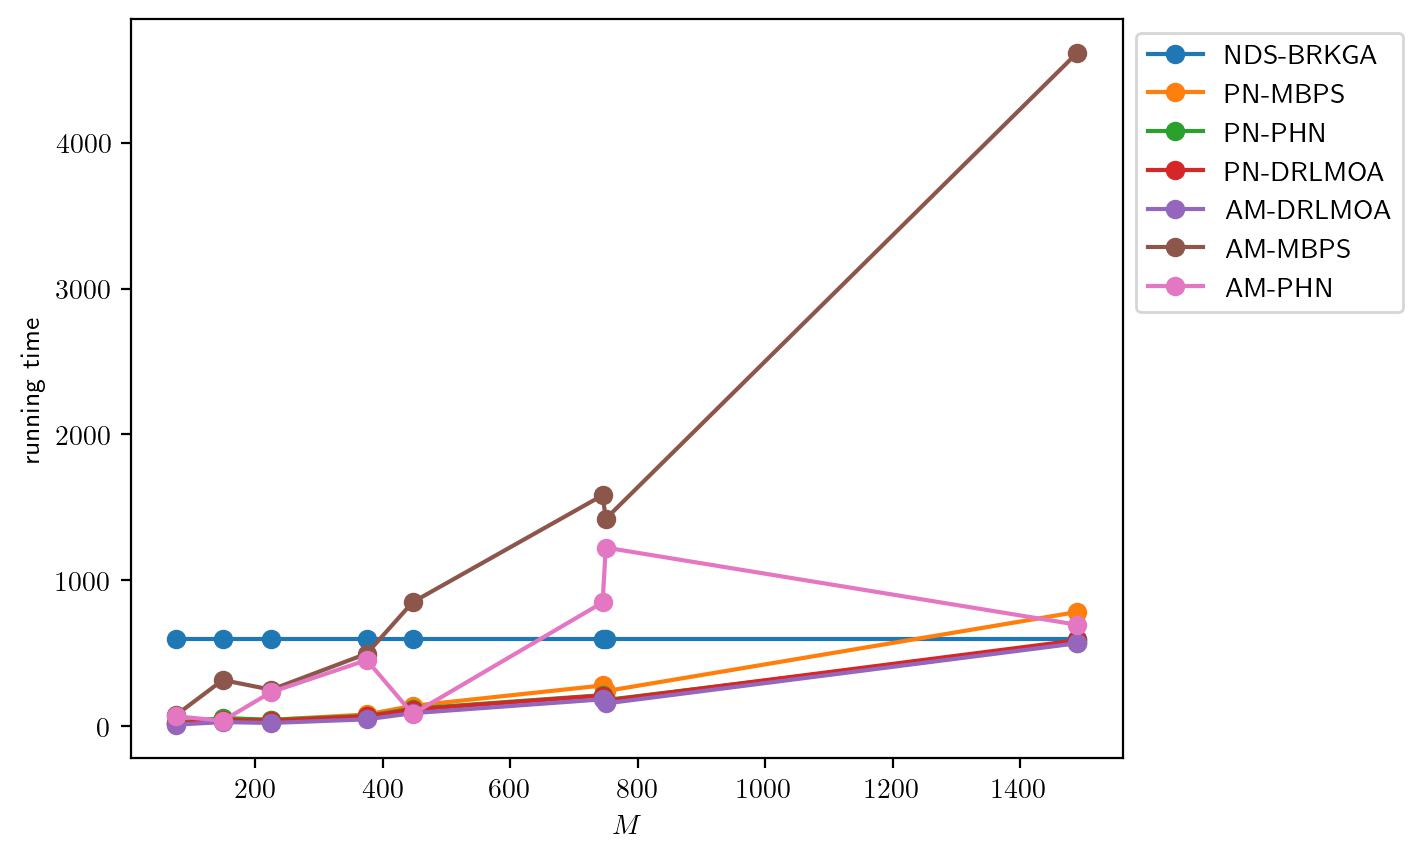 NDS-BRKGA
PN-MBPS
PN-PHN
PN-DRLMOA
AM-DRLMOA
AM-MBPS
AM-PHN
4000
3000
2000
1000
0
running time
200 400 600 800 1000 1200 1400
M